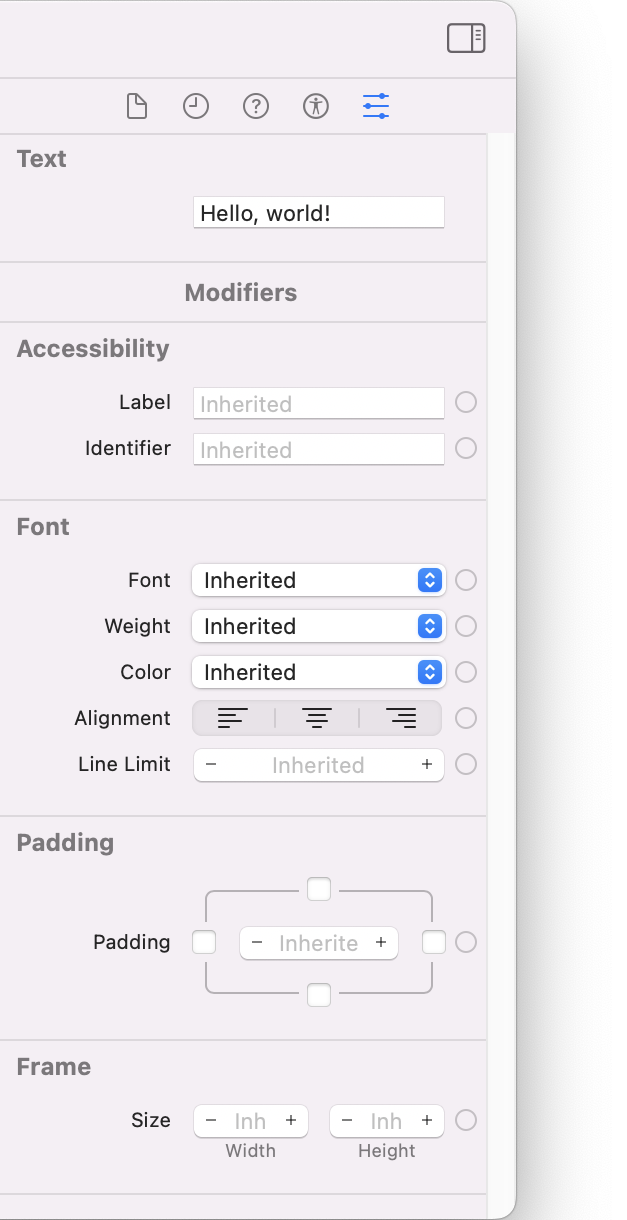 Text
Hello, world!
Modifiers
Accessibility
Label Inherited
Identifier Inherited
Font
Font Inherited
Weight Inherited
Color Inherited
Alignment
Line Limit − Inherited +
Padding
Padding − Inherite +
Frame
Size − Inh + − Inh +
Width Height